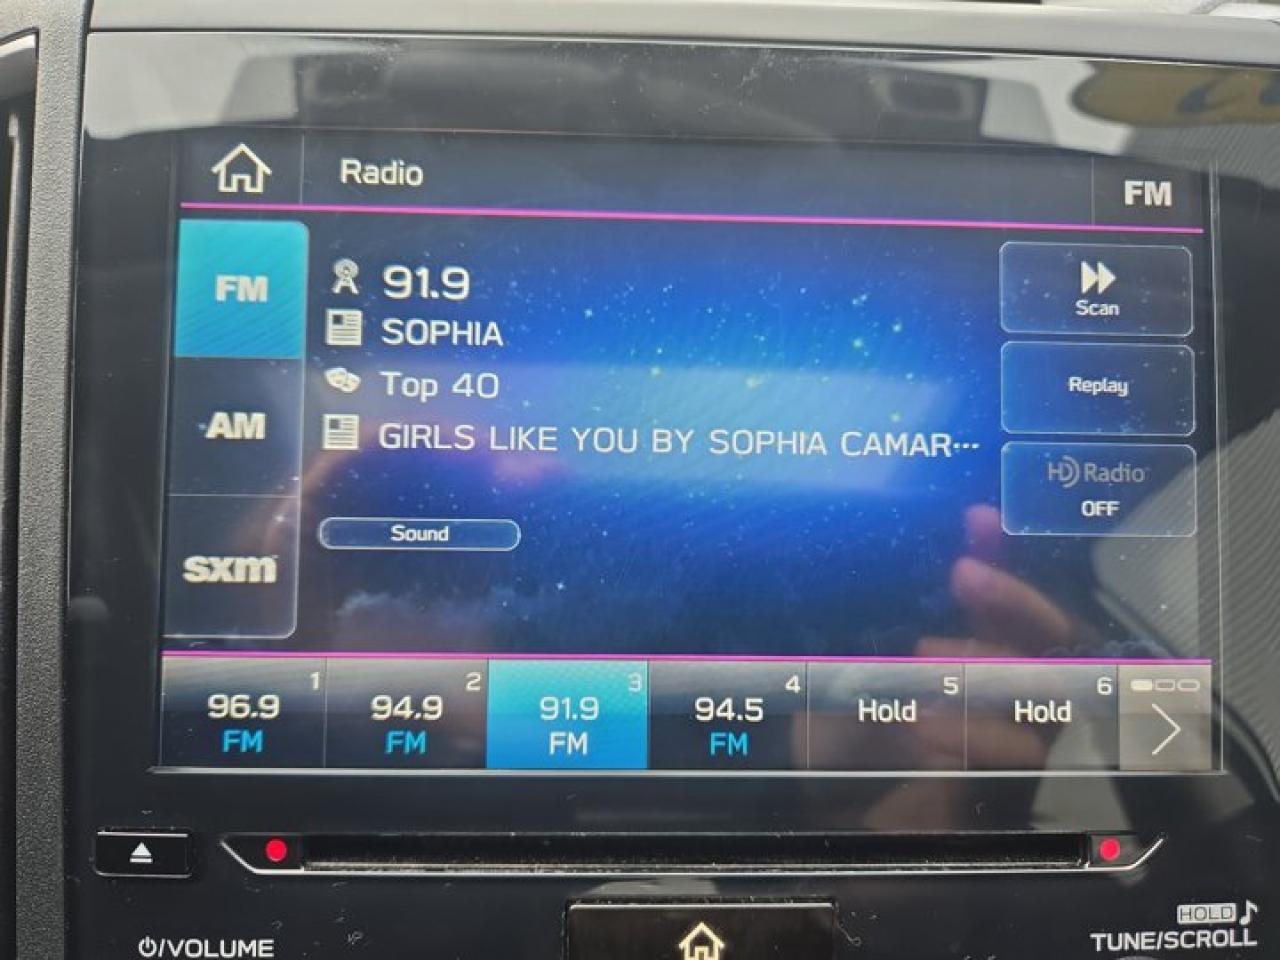 Radio
FM
FM
91.9
SOPHIA
Top 40
GIRLS LIKE YOU BY SOPHIA CAMAR···
Sound
AM
sxm
Scan
Replay
HD Radio
OFF
1
96.9
FM
2
94.9
FM
3
91.9
FM
4
94.5
FM
5
Hold
6
Hold
⏻/VOLUME
HOLD ♪
TUNE/SCROLL